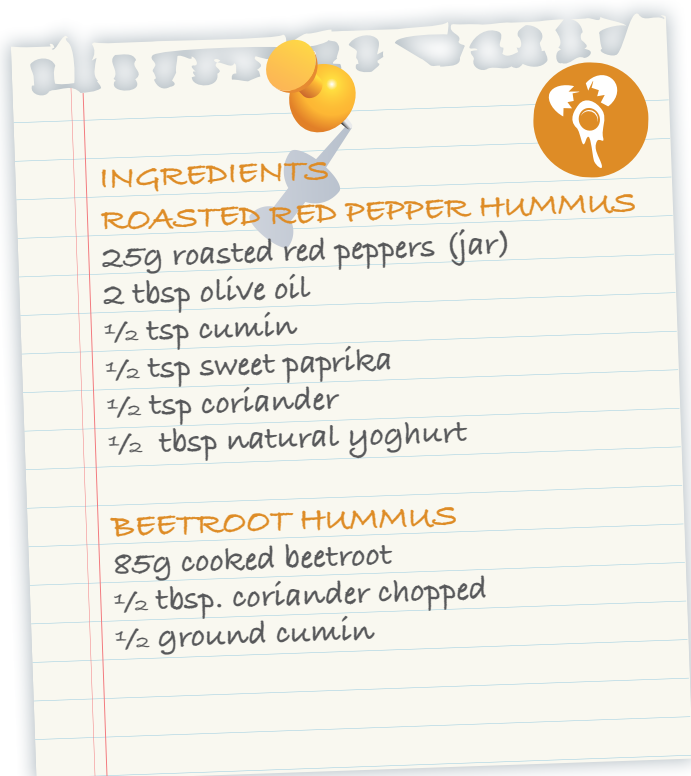 INGREDIENTS
ROASTED RED PEPPER HUMMUS
25g roasted red peppers (jar)
2 tbsp olive oil
½ tsp cumin
½ tsp sweet paprika
½ tsp coriander
½ tbsp natural yoghurt
BEETROOT HUMMUS
85g cooked beetroot
½ tbsp. coriander chopped
½ ground cumin